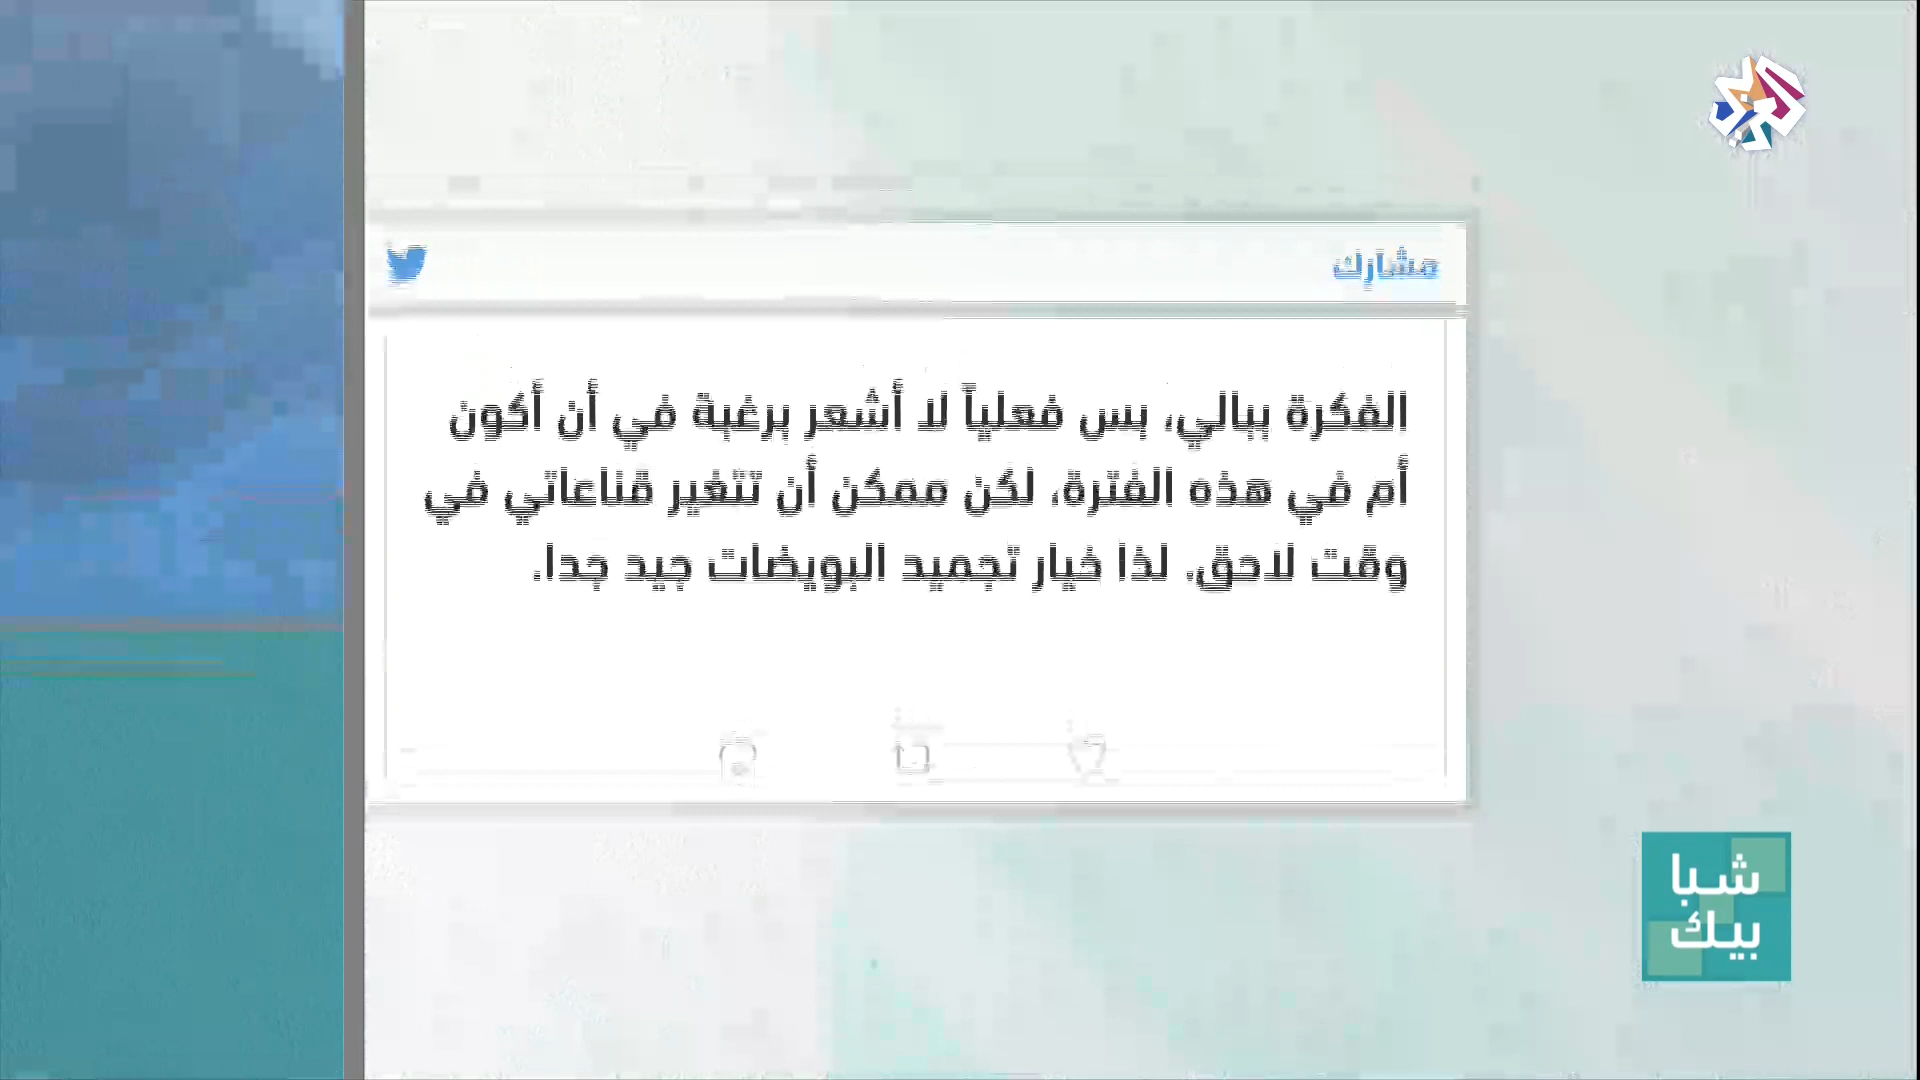 مشارك
الفكرة ببالي، بس فعلياً لا أشعر برغبة في أن أكون
أم في هذه الفترة، لكن ممكن أن تتغير قناعاتي في
وقت لاحق. لذا خيار تجميد البويضات جيد جدا.
شبا
بيك